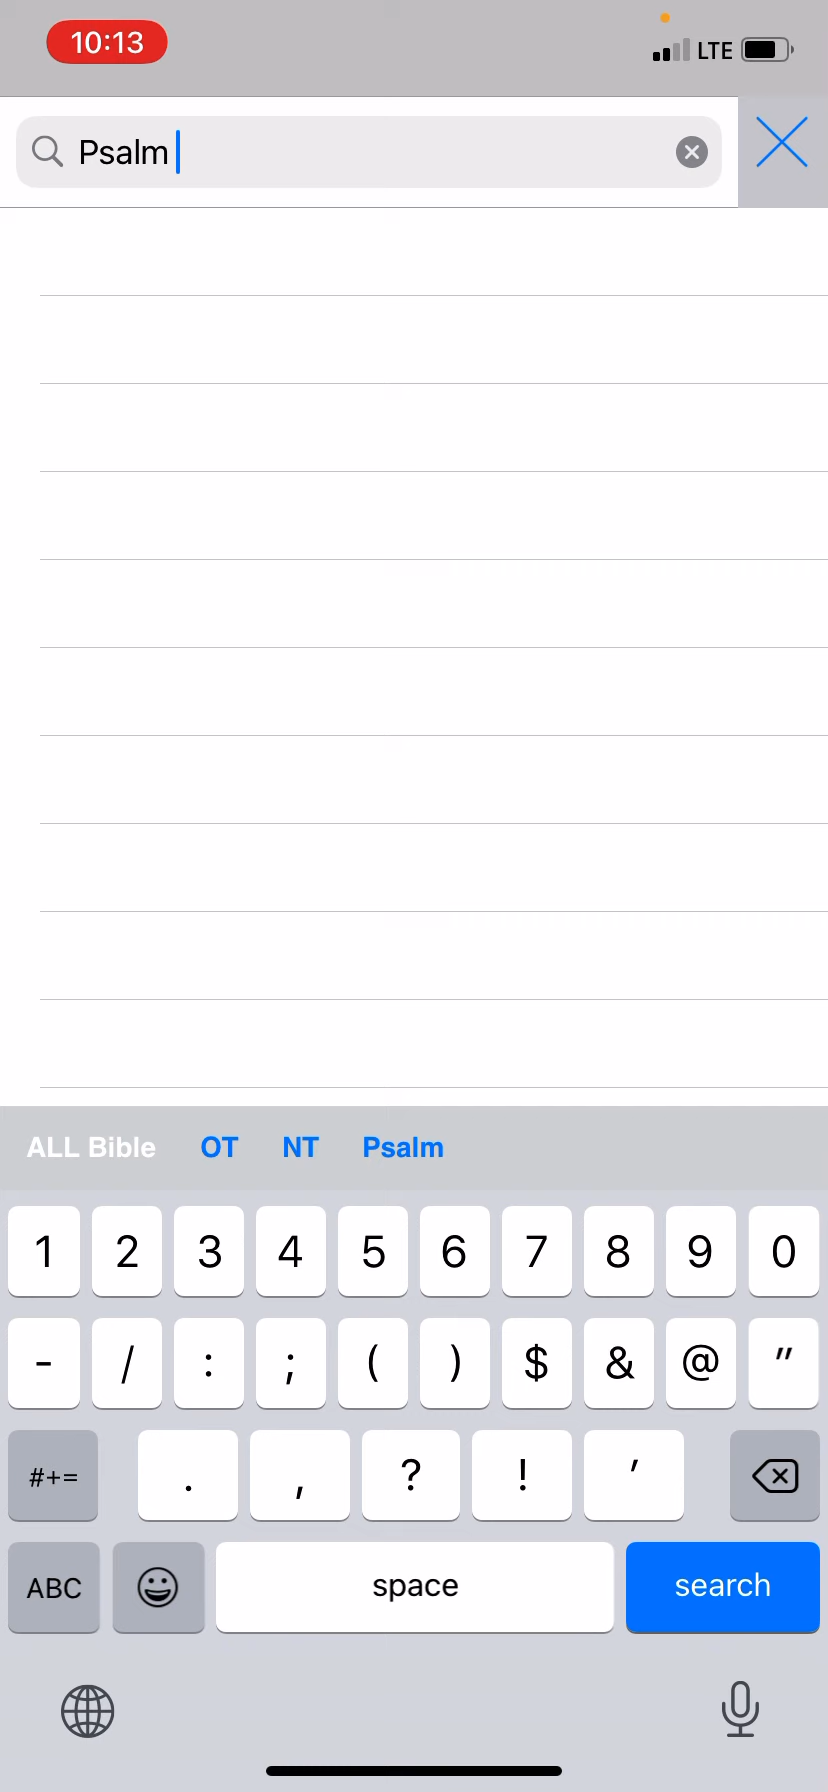 10:13 LTE
Psalm
ALL Bible OT NT Psalm
1 2 3 4 5 6 7 8 9 0
- / : ; ( ) $ & @ "
#+= . , ? ! '
ABC space search